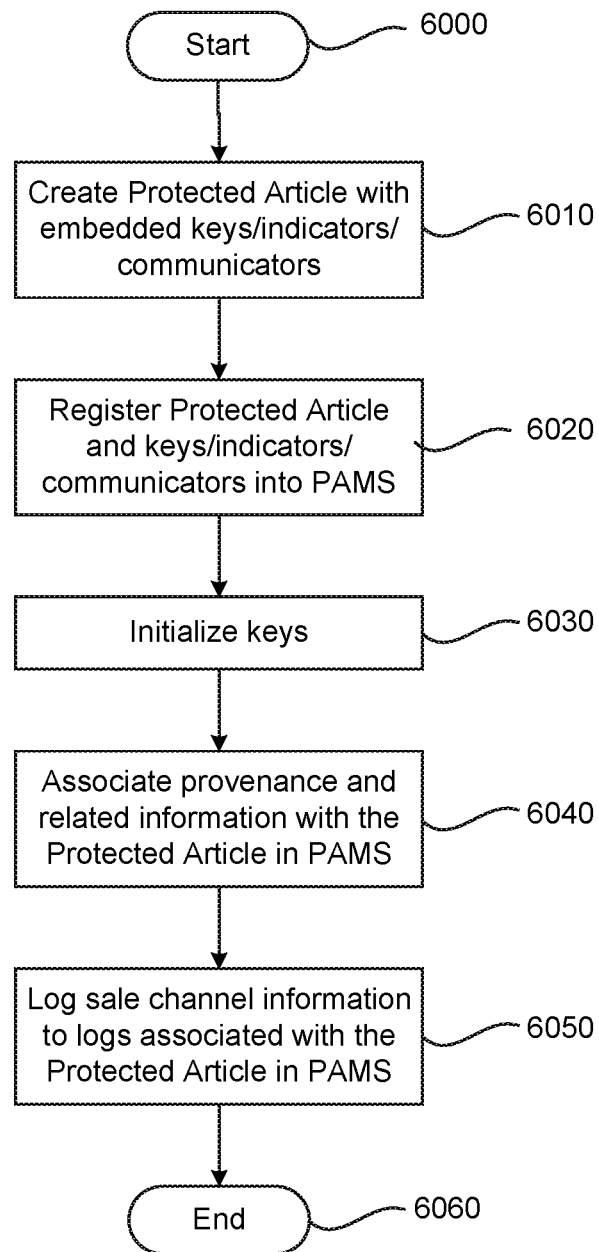 Start
6000
Create Protected Article with
embedded keys/indicators/
communicators
6010
Register Protected Article
and keys/indicators/
communicators into PAMS
6020
Initialize keys
6030
Associate provenance and
related information with the
Protected Article in PAMS
6040
Log sale channel information
to logs associated with the
Protected Article in PAMS
6050
End
6060